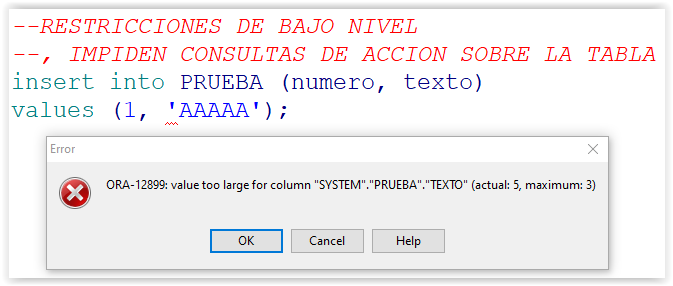 --RESTRICCIONES DE BAJO NIVEL
--, IMPIDEN CONSULTAS DE ACCION SOBRE LA TABLA
insert into PRUEBA (numero, texto)
values (1, 'AAAAA');
Error
ORA-12899: value too large for column "SYSTEM"."PRUEBA"."TEXTO" (actual: 5, maximum: 3)
OK Cancel Help